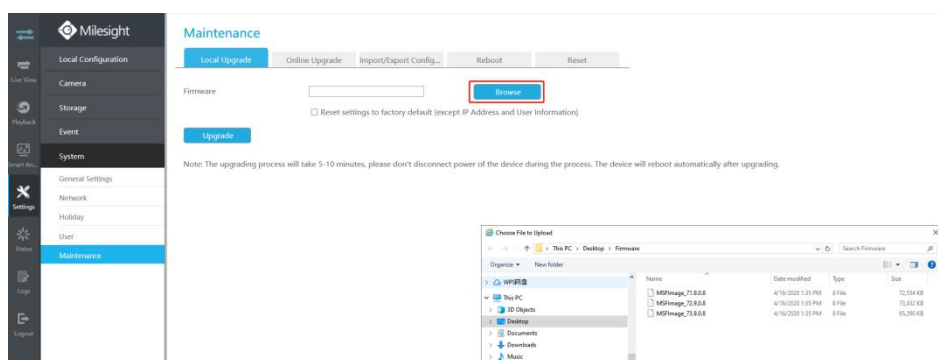 Milesight
Maintenance
Local Configuration
Local Upgrade
Online Upgrade
Import/Export Config...
Reboot
Reset
Live View
Camera
Firmware
Browse
Storage
Reset settings to factory default (except IP Address and User Information)
Playback
Event
Upgrade
Smart An...
System
Note: The upgrading process will take 5-10 minutes, please don't disconnect power of the device during the process. The device will reboot automatically after upgrading.
General Settings
Settings
Network
Holiday
User
Status
Maintenance
Logs
Logout
Choose File to Upload
This PC > Desktop > Firmware
Search Firmware
Organize
New folder
Name
Date modified
Type
Size
WPS网盘
This PC
3D Objects
Desktop
Documents
Downloads
Music
MSFImage_71.9.0.8
4/16/2020 1:35 PM
8 File
72,354 KB
MSFImage_72.9.0.8
4/16/2020 1:35 PM
8 File
73,432 KB
MSFImage_73.9.0.8
4/16/2020 1:35 PM
8 File
65,290 KB